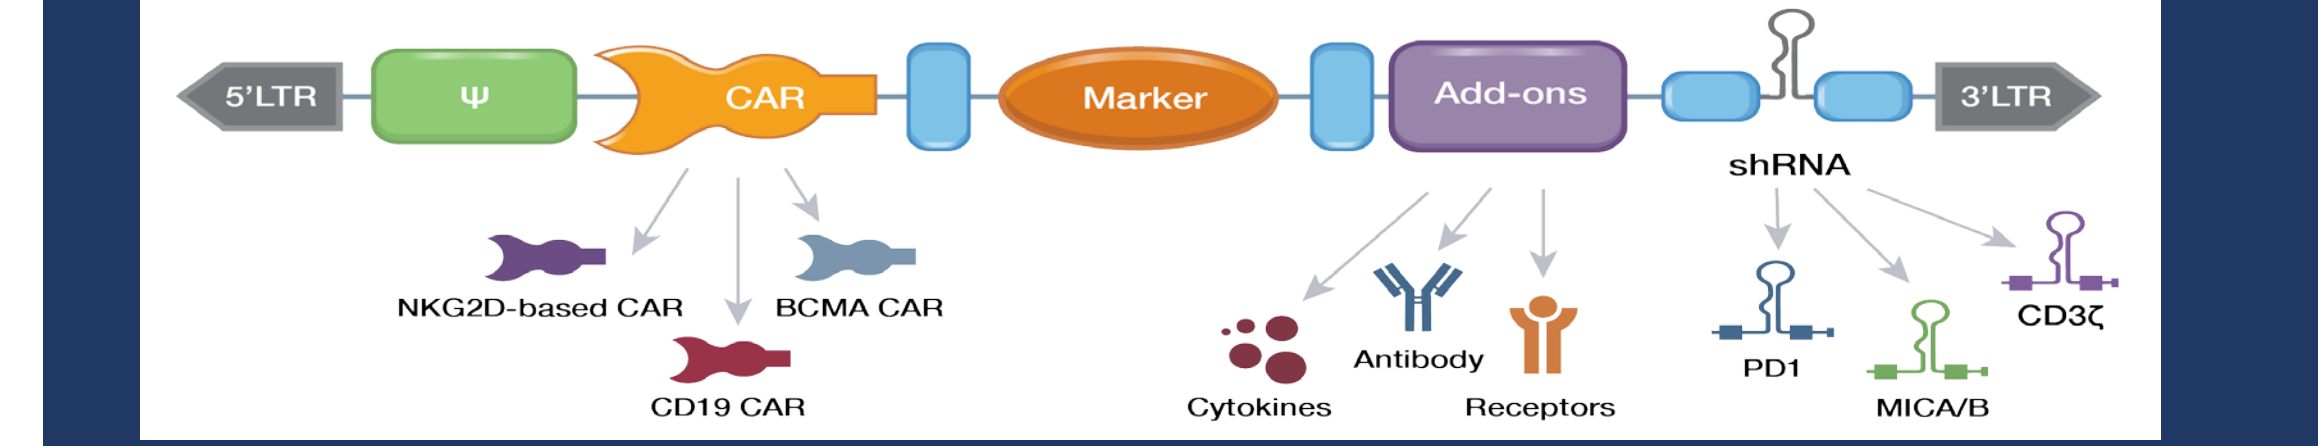 5'LTR
Ψ
CAR
Marker
Add-ons
3'LTR
shRNA
NKG2D-based CAR
BCMA CAR
CD19 CAR
Cytokines
Antibody
Receptors
PD1
MICA/B
CD3ζ